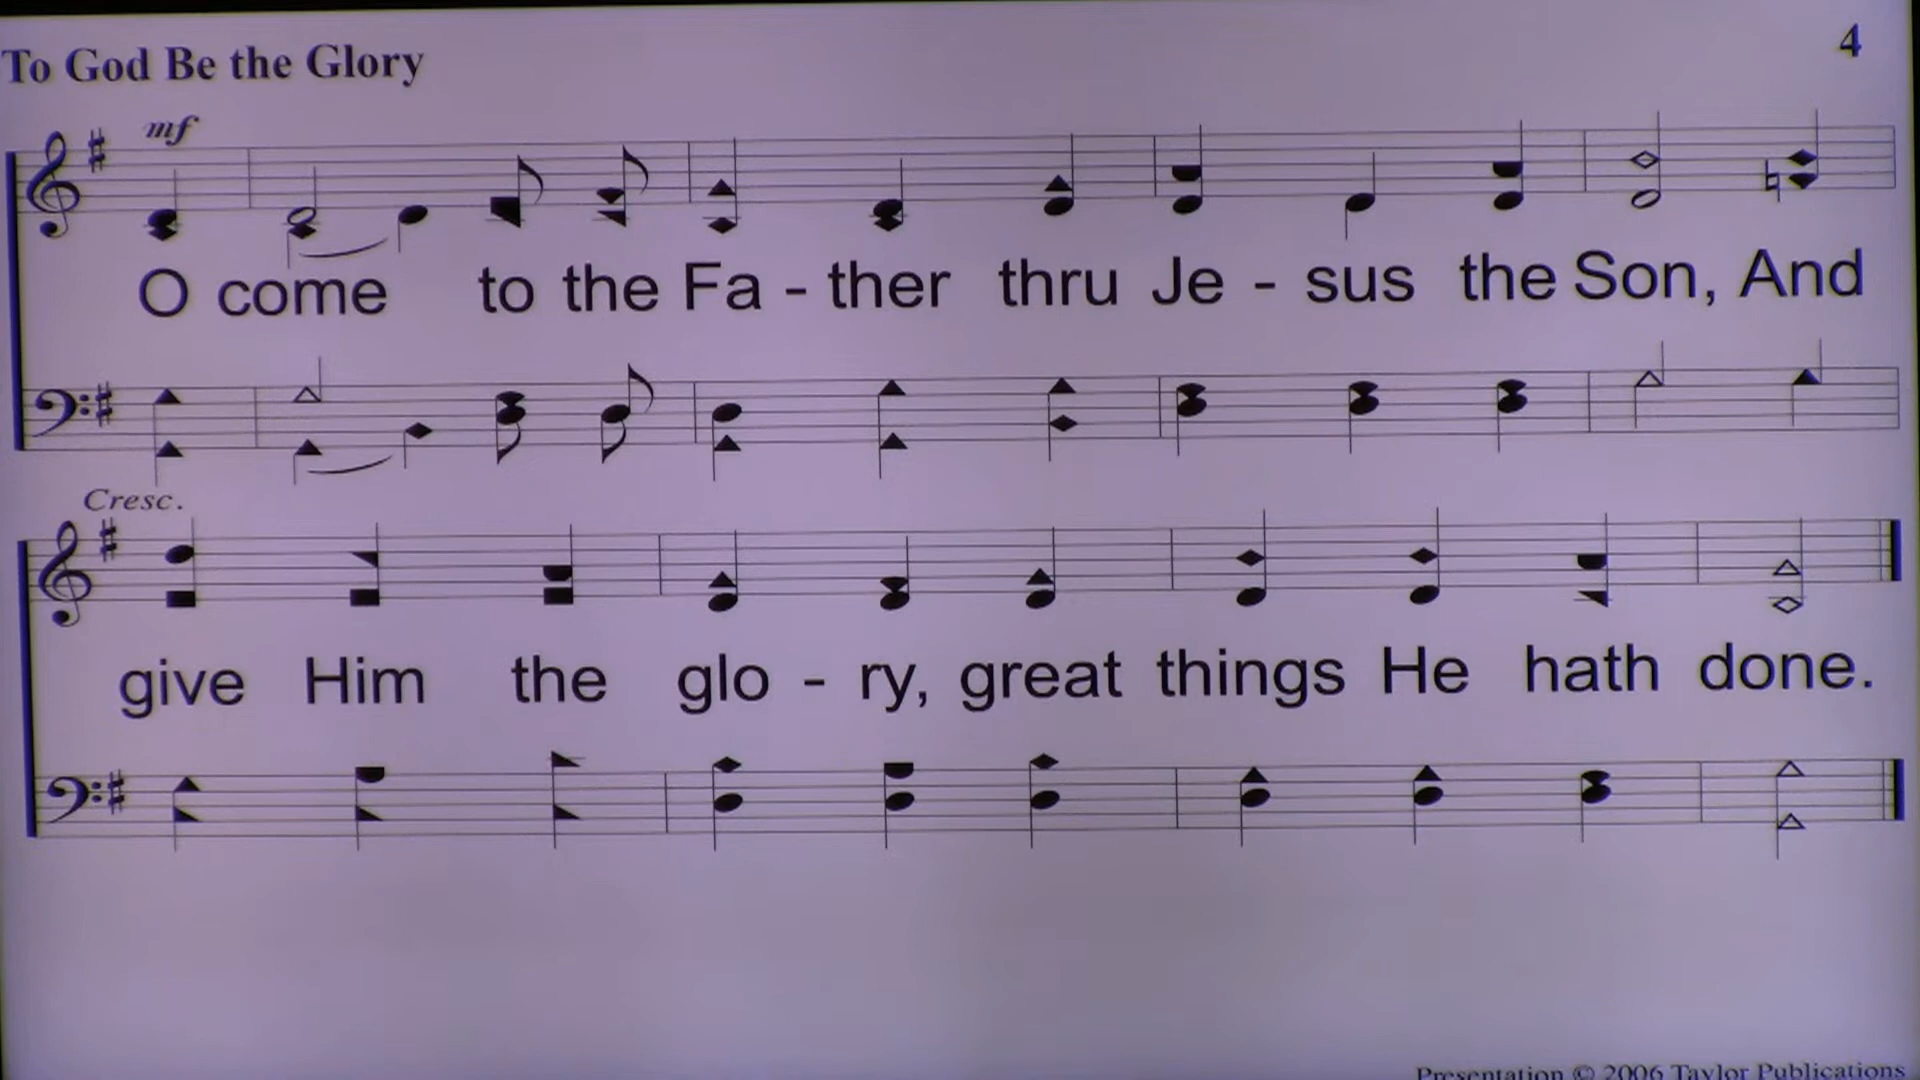 To God Be the Glory
4
mf
O come to the Fa - ther thru Je - sus the Son, And
Cresc.
give Him the glo - ry, great things He hath done.
Presentation © 2006 Taylor Publications